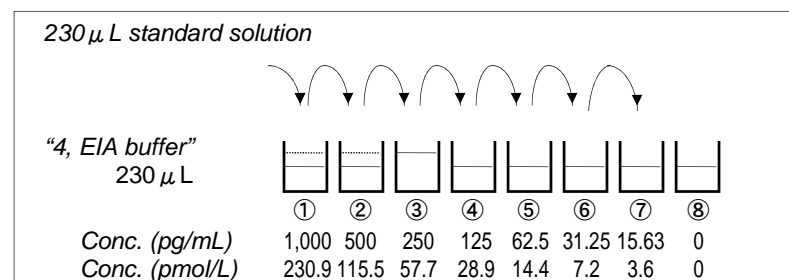 230 μL standard solution
“4, EIA buffer”
230 μL
① ② ③ ④ ⑤ ⑥ ⑦ ⑧
Conc. (pg/mL) 1,000 500 250 125 62.5 31.25 15.63 0
Conc. (pmol/L) 230.9 115.5 57.7 28.9 14.4 7.2 3.6 0